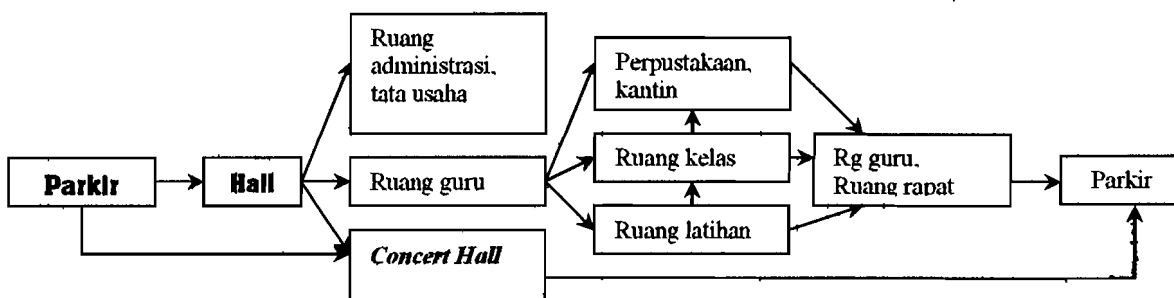 Ruang
administrasi,
tata usaha
Perpustakaan,
kantin
Parkir
Hall
Ruang guru
Ruang kelas
Rg guru,
Ruang rapat
Parkir
Ruang latihan
Concert Hall